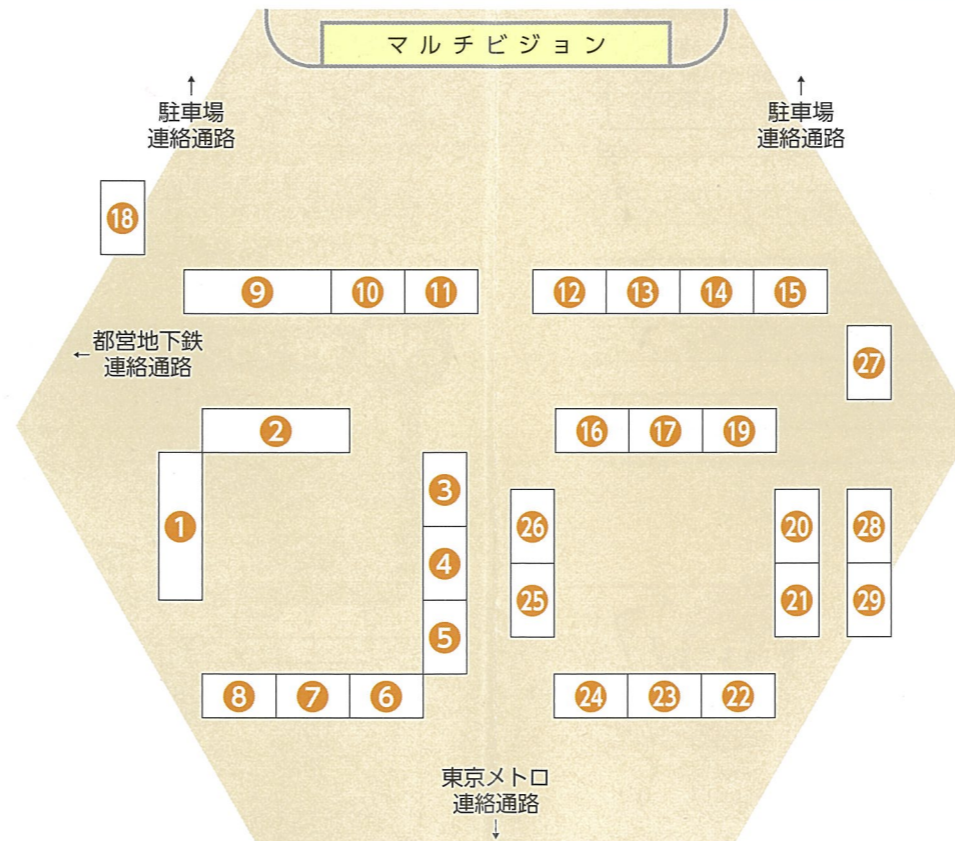 マルチビジョン
↑
駐車場
連絡通路
↑
駐車場
連絡通路
18
9 10 11 12 13 14 15
←都営地下鉄
連絡通路
27
2 16 17 19
3
1 26 20 28
4
25 21 29
5
8 7 6 24 23 22
東京メトロ
連絡通路
↓